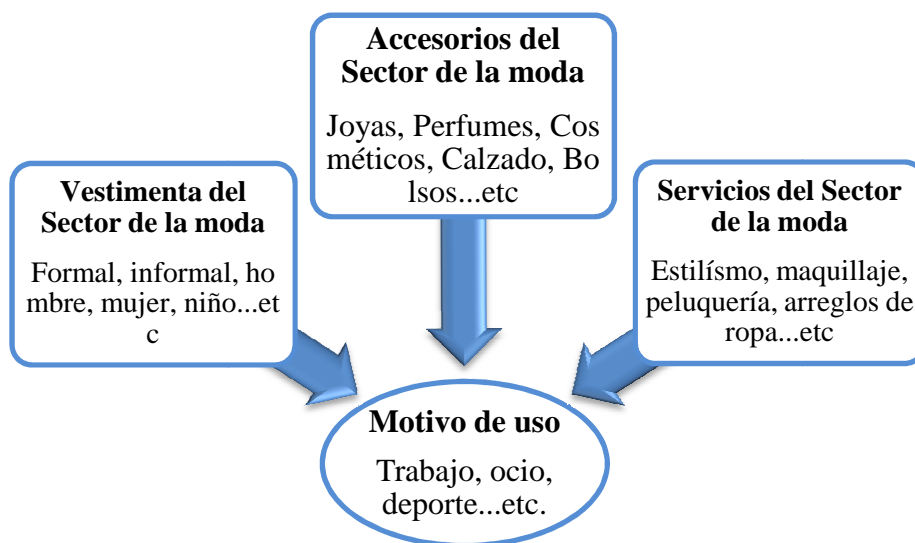 Accesorios del
Sector de la moda
Joyas, Perfumes, Cos
méticos, Calzado, Bo
lsos...etc
Vestimenta del
Sector de la moda
Formal, informal, ho
mbre, mujer, niño...et
c
Servicios del Sector
de la moda
Estilísmo, maquillaje,
peluquería, arreglos de
ropa...etc
Motivo de uso
Trabajo, ocio,
deporte...etc.